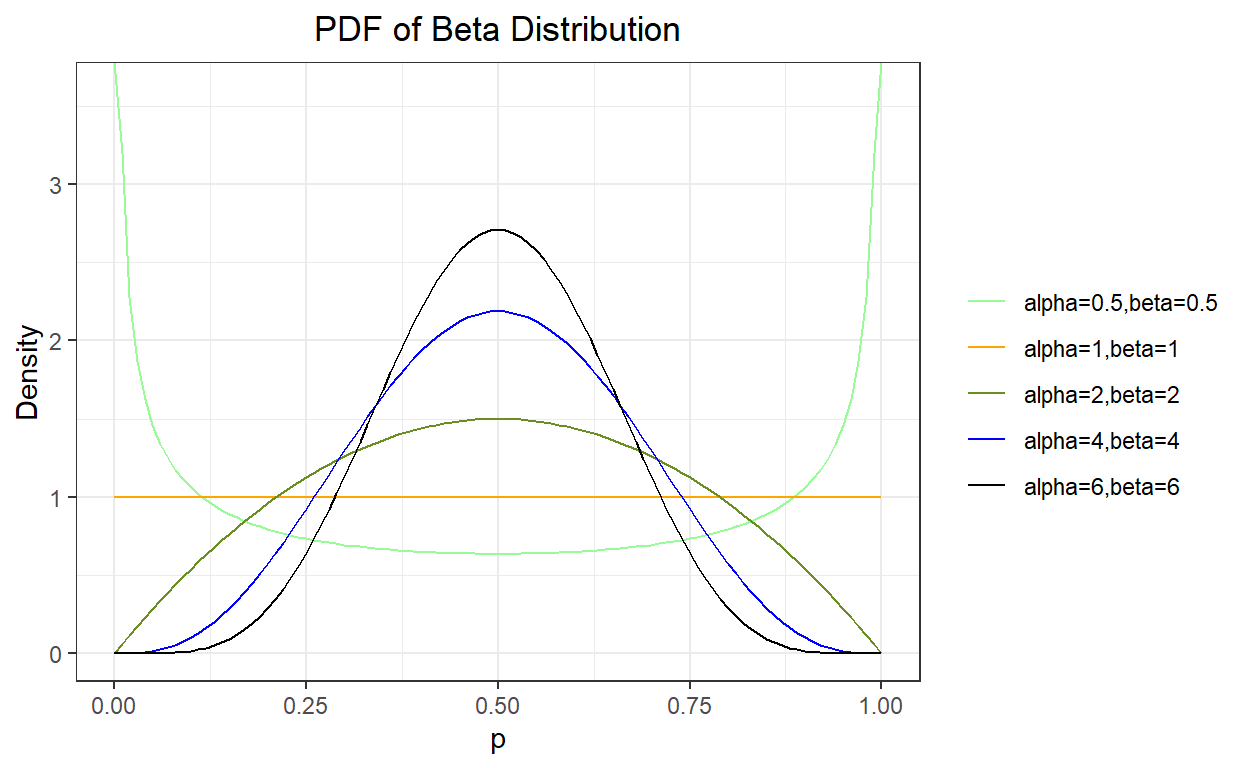 PDF of Beta Distribution
Density
3
2
1
0
0.00
0.25
0.50
0.75
1.00
p
alpha=0.5,beta=0.5
alpha=1,beta=1
alpha=2,beta=2
alpha=4,beta=4
alpha=6,beta=6